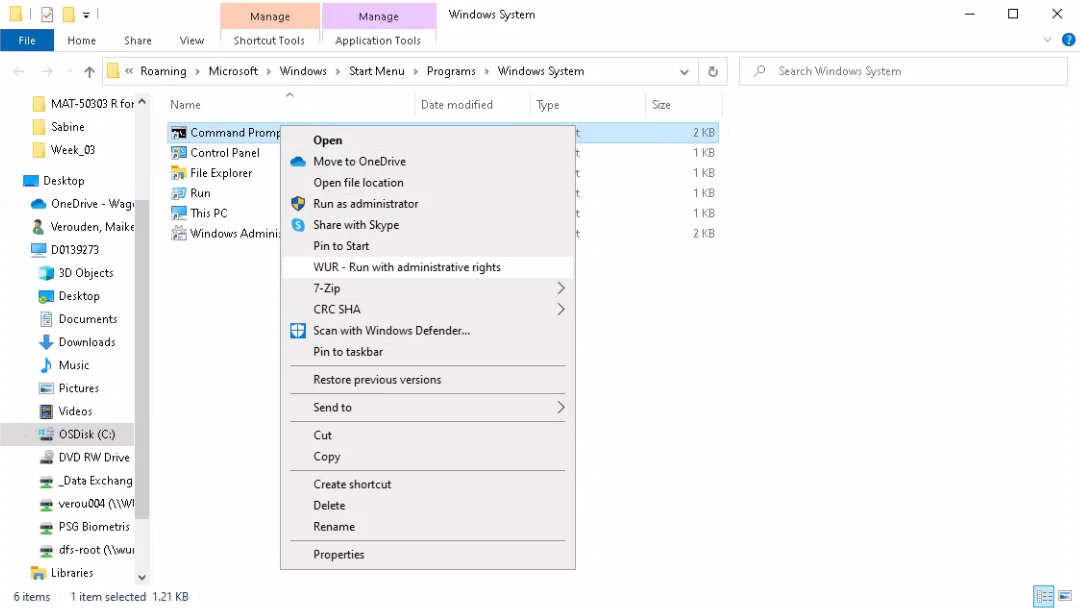 Manage
Manage
Windows System
File
Home
Share
View
Shortcut Tools
Application Tools
« Roaming > Microsoft > Windows > Start Menu > Programs > Windows System
Search Windows System
Name
Date modified
Type
Size
MAT-50303 R for
Sabine
Week_03
Desktop
OneDrive - Wag
Verouden, Maike
D0139273
3D Objects
Desktop
Documents
Downloads
Music
Pictures
Videos
OSDisk (C:)
DVD RW Drive
_Data Exchang
verou004 (\\W
PSG Biometris
dfs-root (\\wur
Libraries
Command Promp
t
2 KB
Control Panel
t
1 KB
File Explorer
t
1 KB
Run
t
1 KB
This PC
t
1 KB
Windows Admini
t
2 KB
Open
Move to OneDrive
Open file location
Run as administrator
Share with Skype
Pin to Start
WUR - Run with administrative rights
7-Zip
CRC SHA
Scan with Windows Defender...
Pin to taskbar
Restore previous versions
Send to
Cut
Copy
Create shortcut
Delete
Rename
Properties
6 items
1 item selected 1.21 KB